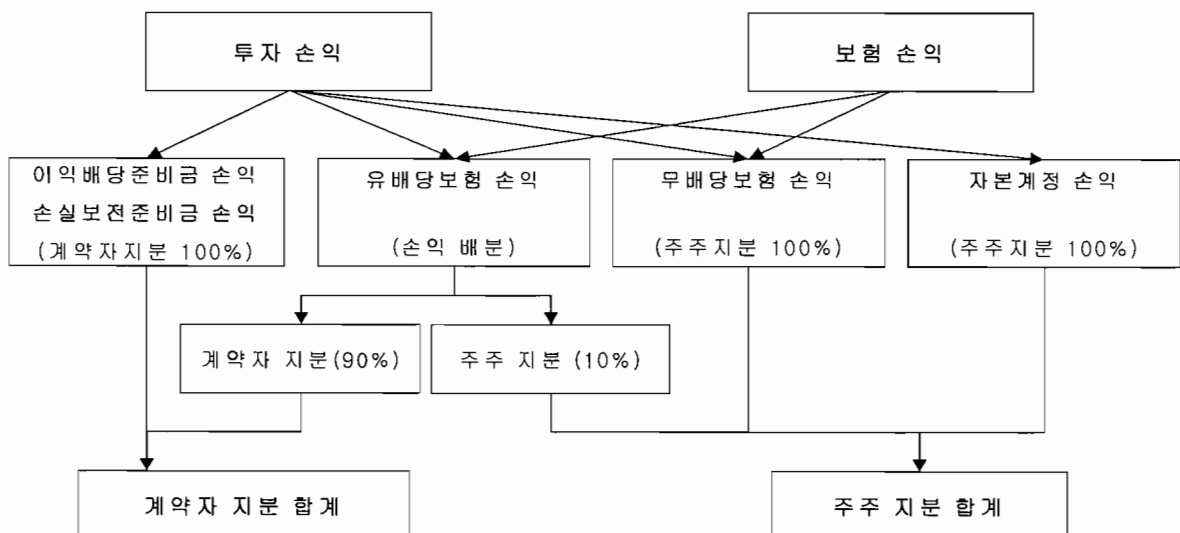 투자 손익
보험 손익
이익배당준비금 손익
손실보전준비금 손익
(계약자지분 100%)
유배당보험 손익
(손익 배분)
무배당보험 손익
(주주지분 100%)
자본계정 손익
(주주지분 100%)
계약자 지분(90%)
주주 지분 (10%)
계약자 지분 합계
주주 지분 합계